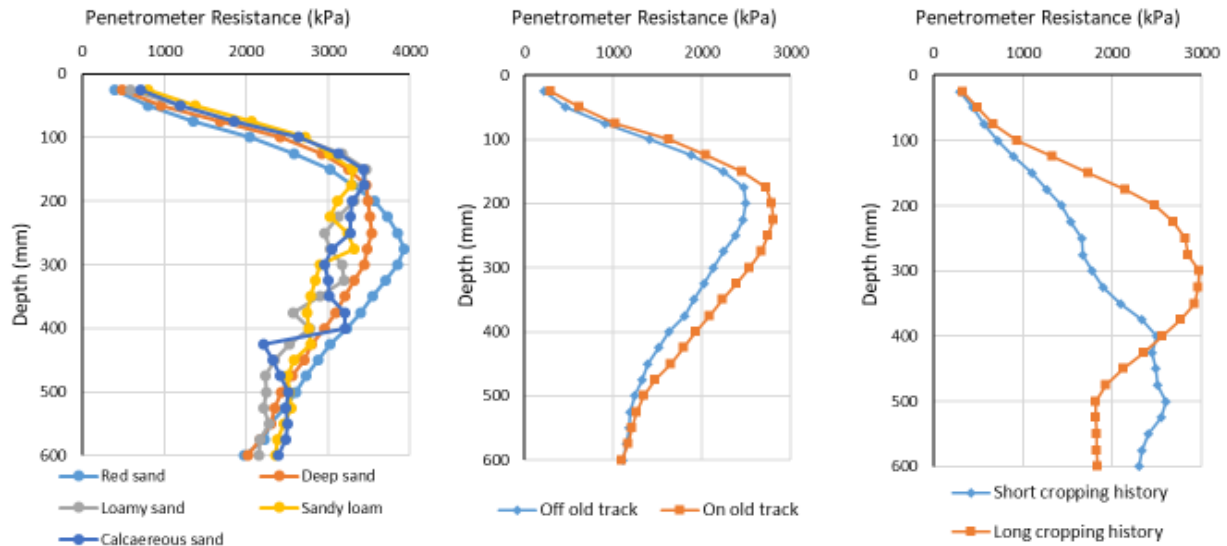 Penetrometer Resistance (kPa)
0 1000 2000 3000 4000
0
100
200
300
400
500
600
Depth (mm)
Red sand
Deep sand
Loamy sand
Sandy loam
Calcaereous sand
Penetrometer Resistance (kPa)
0 1000 2000 3000
0
100
200
300
400
500
600
Depth (mm)
Off old track
On old track
Penetrometer Resistance (kPa)
0 1000 2000 3000
0
100
200
300
400
500
600
Depth (mm)
Short cropping history
Long cropping history